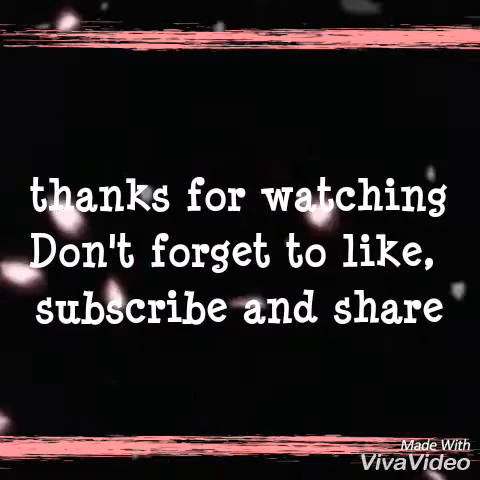 thanks for watching
Don't forget to like,
subscribe and share
Made With
VivaVideo